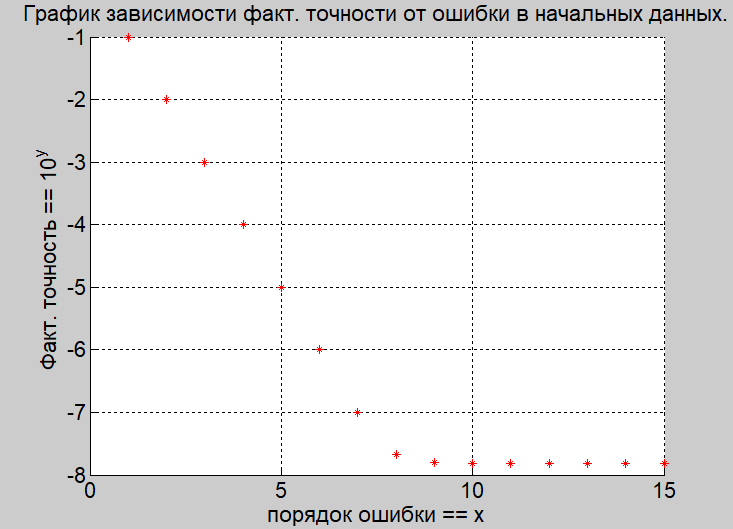 График зависимости факт. точности от ошибки в начальных данных.
-1
-2
-3
-4
-5
-6
-7
-8
Факт. точность == 10^y
0 5 10 15
порядок ошибки == x